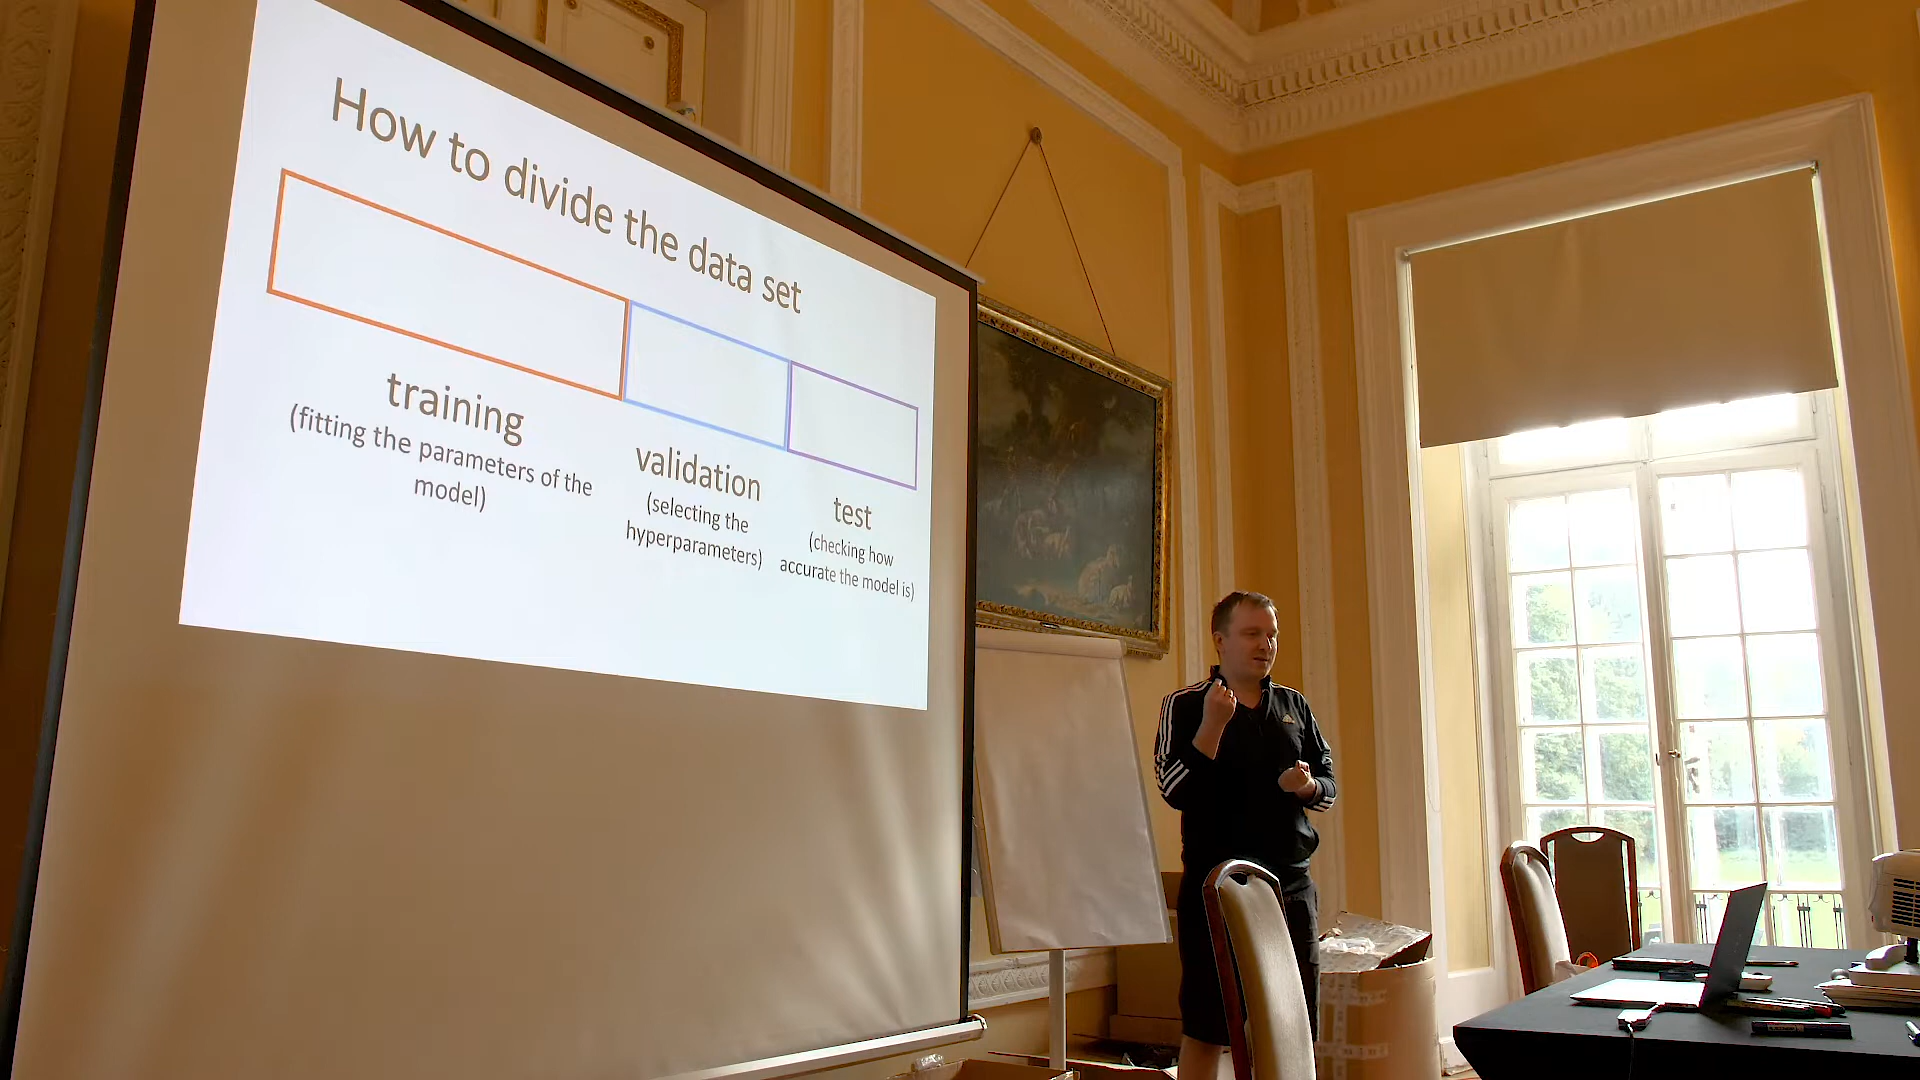 How to divide the data set
training
(fitting the parameters of the
model)
validation
(selecting the
hyperparameters)
test
(checking how
accurate the model is)